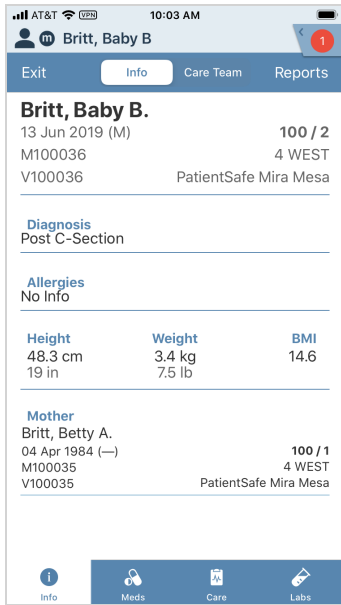 AT&T VPN 10:03 AM
m Britt, Baby B 1
Exit Info Care Team Reports
Britt, Baby B.
13 Jun 2019 (M) 100 / 2
M100036 4 WEST
V100036 PatientSafe Mira Mesa
Diagnosis
Post C-Section
Allergies
No Info
Height Weight BMI
48.3 cm 3.4 kg 14.6
19 in 7.5 lb
Mother
Britt, Betty A.
04 Apr 1984 (—) 100 / 1
M100035 4 WEST
V100035 PatientSafe Mira Mesa
Info Meds Care Labs